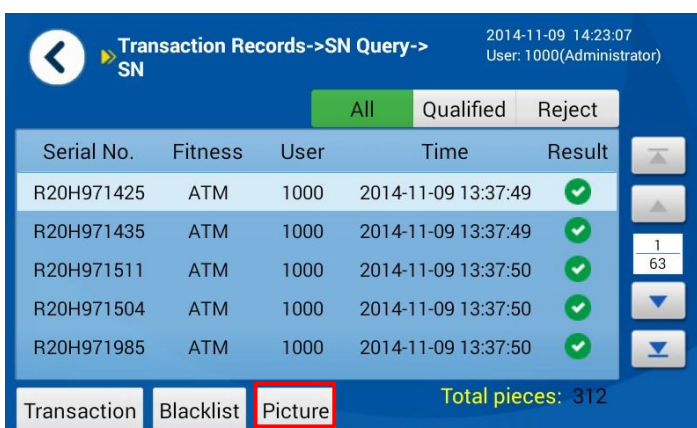 Transaction Records->SN Query->
SN
2014-11-09 14:23:07
User: 1000(Administrator)
All Qualified Reject
Serial No. Fitness User Time Result
R20H971425 ATM 1000 2014-11-09 13:37:49
R20H971435 ATM 1000 2014-11-09 13:37:49
R20H971511 ATM 1000 2014-11-09 13:37:50
R20H971504 ATM 1000 2014-11-09 13:37:50
R20H971985 ATM 1000 2014-11-09 13:37:50
1
63
Total pieces: 312
Transaction Blacklist Picture